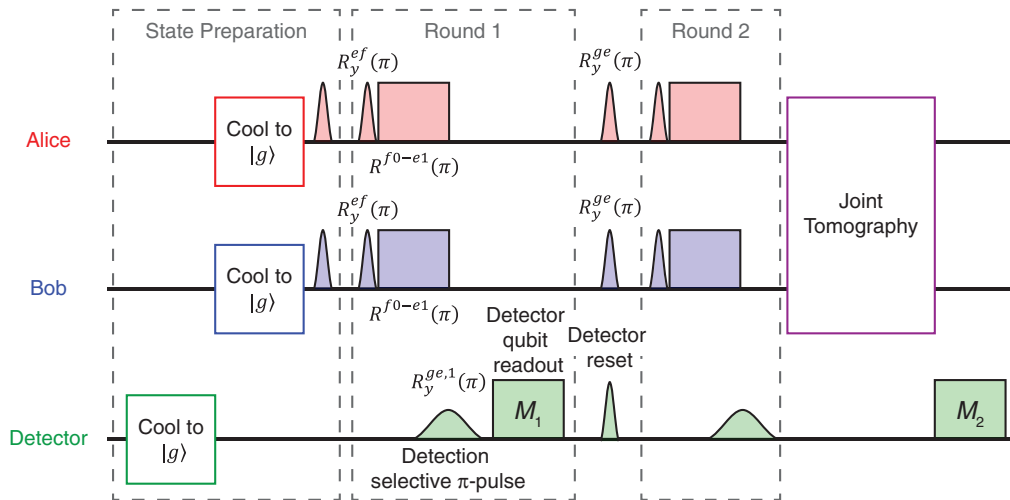 State Preparation
Round 1
Round 2
R_y^{ef}(π)
R_y^{ge}(π)
Alice
Cool to
|g⟩
R^{f0−e1}(π)
Joint
Tomography
R_y^{ef}(π)
R_y^{ge}(π)
Bob
Cool to
|g⟩
R^{f0−e1}(π)
Detector
qubit
readout
Detector
reset
R_y^{ge,1}(π)
Detector
Cool to
|g⟩
M_1
M_2
Detection
selective π-pulse